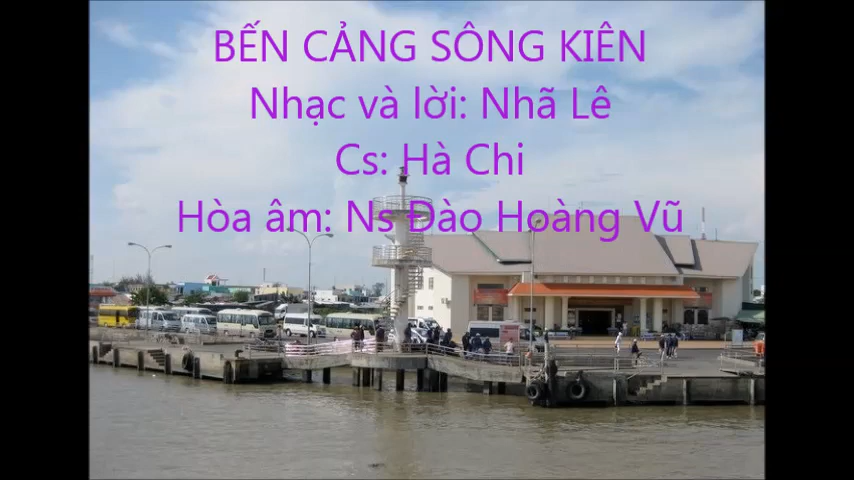 BẾN CẢNG SÔNG KIÊN
Nhạc và lời: Nhã Lê
Cs: Hà Chi
Hòa âm: Ns Đào Hoàng Vũ